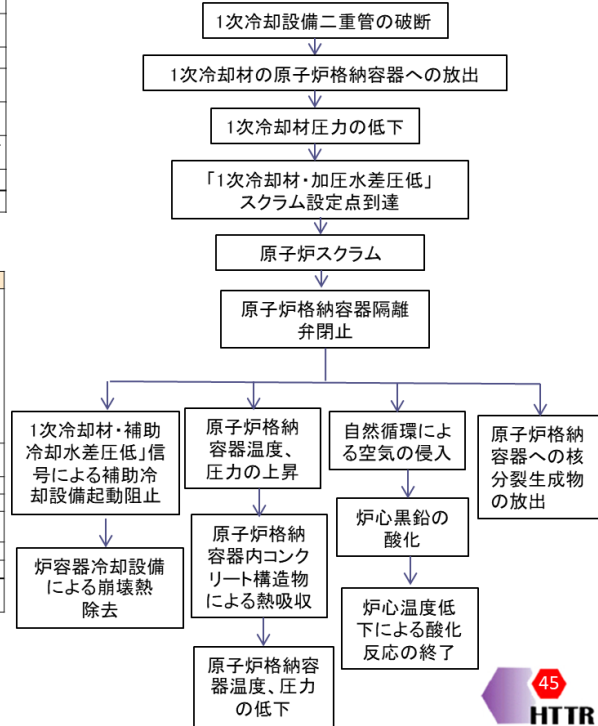 1次冷却設備二重管の破断
1次冷却材の原子炉格納容器への放出
1次冷却材圧力の低下
「1次冷却材・加圧水差圧低」
スクラム設定点到達
原子炉スクラム
原子炉格納容器隔離
弁閉止
1次冷却材・補助
冷却水差圧低」信
号による補助冷
却設備起動阻止
炉容器冷却設備
による崩壊熱
除去
原子炉格納
容器温度、
圧力の上昇
原子炉格納
容器内コンク
リート構造物
による熱吸収
原子炉格納容
器温度、圧力
の低下
自然循環によ
る空気の侵入
炉心黒鉛の
酸化
炉心温度低
下による酸化
反応の終了
原子炉格納
容器への核
分裂生成物
の放出
45
HTTR